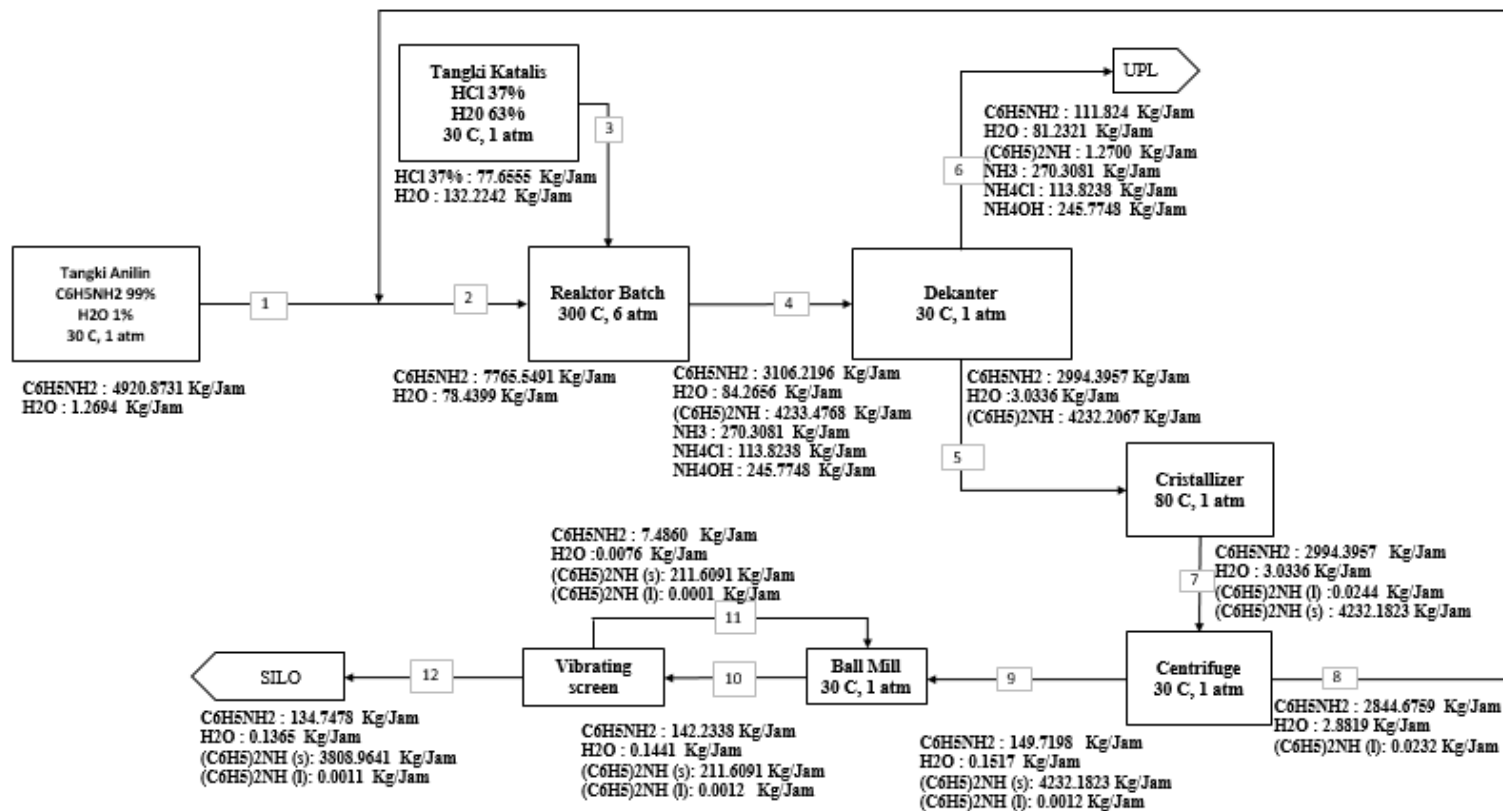 Tangki Katalis
HCl 37%
H20 63%
30 C, 1 atm
3
HCl 37% : 77.6555 Kg/Jam
H2O : 132.2242 Kg/Jam
UPL
C6H5NH2 : 111.824 Kg/Jam
H2O : 81.2321 Kg/Jam
(C6H5)2NH : 1.2700 Kg/Jam
NH3 : 270.3081 Kg/Jam
NH4Cl : 113.8238 Kg/Jam
NH4OH : 245.7748 Kg/Jam
6
Tangki Anilin
C6H5NH2 99%
H2O 1%
30 C, 1 atm
1
2
Reaktor Batch
300 C, 6 atm
4
Dekanter
30 C, 1 atm
C6H5NH2 : 4920.8731 Kg/Jam
H2O : 1.2694 Kg/Jam
C6H5NH2 : 7765.5491 Kg/Jam
H2O : 78.4399 Kg/Jam
C6H5NH2 : 3106.2196 Kg/Jam
H2O : 84.2656 Kg/Jam
(C6H5)2NH : 4233.4768 Kg/Jam
NH3 : 270.3081 Kg/Jam
NH4Cl : 113.8238 Kg/Jam
NH4OH : 245.7748 Kg/Jam
C6H5NH2 : 2994.3957 Kg/Jam
H2O :3.0336 Kg/Jam
(C6H5)2NH : 4232.2067 Kg/Jam
5
Cristallizer
80 C, 1 atm
C6H5NH2 : 2994.3957 Kg/Jam
H2O : 3.0336 Kg/Jam
(C6H5)2NH (l) :0.0244 Kg/Jam
(C6H5)2NH (s) : 4232.1823 Kg/Jam
7
C6H5NH2 : 7.4860 Kg/Jam
H2O :0.0076 Kg/Jam
(C6H5)2NH (s): 211.6091 Kg/Jam
(C6H5)2NH (l): 0.0001 Kg/Jam
11
SILO
12
Vibrating
screen
10
Ball Mill
30 C, 1 atm
9
Centrifuge
30 C, 1 atm
8
C6H5NH2 : 134.7478 Kg/Jam
H2O : 0.1365 Kg/Jam
(C6H5)2NH (s): 3808.9641 Kg/Jam
(C6H5)2NH (l): 0.0011 Kg/Jam
C6H5NH2 : 142.2338 Kg/Jam
H2O : 0.1441 Kg/Jam
(C6H5)2NH (s): 211.6091 Kg/Jam
(C6H5)2NH (l): 0.0012 Kg/Jam
C6H5NH2 : 149.7198 Kg/Jam
H2O : 0.1517 Kg/Jam
(C6H5)2NH (s): 4232.1823 Kg/Jam
(C6H5)2NH (l): 0.0012 Kg/Jam
C6H5NH2 : 2844.6759 Kg/Jam
H2O : 2.8819 Kg/Jam
(C6H5)2NH (l): 0.0232 Kg/Jam